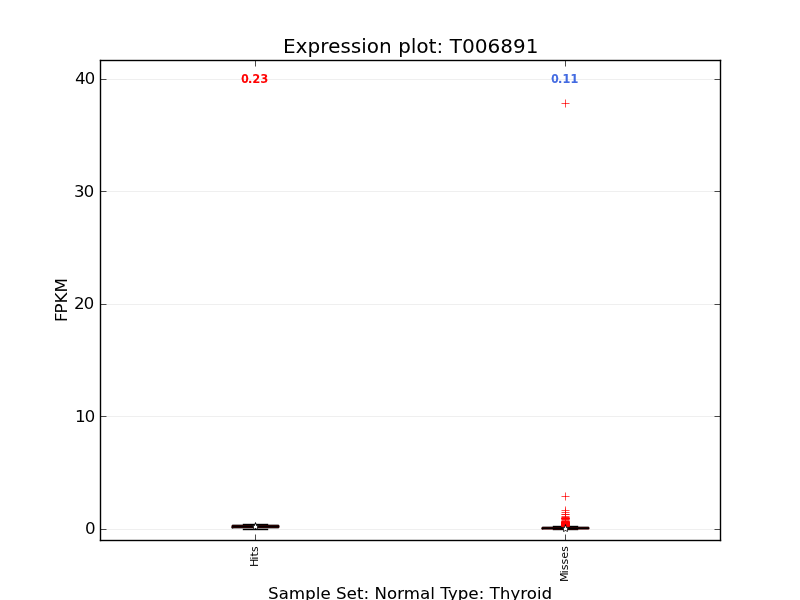 Expression plot: T006891
40
0.23
0.11
30
FPKM
20
10
0
Hits
Misses
Sample Set: Normal Type: Thyroid